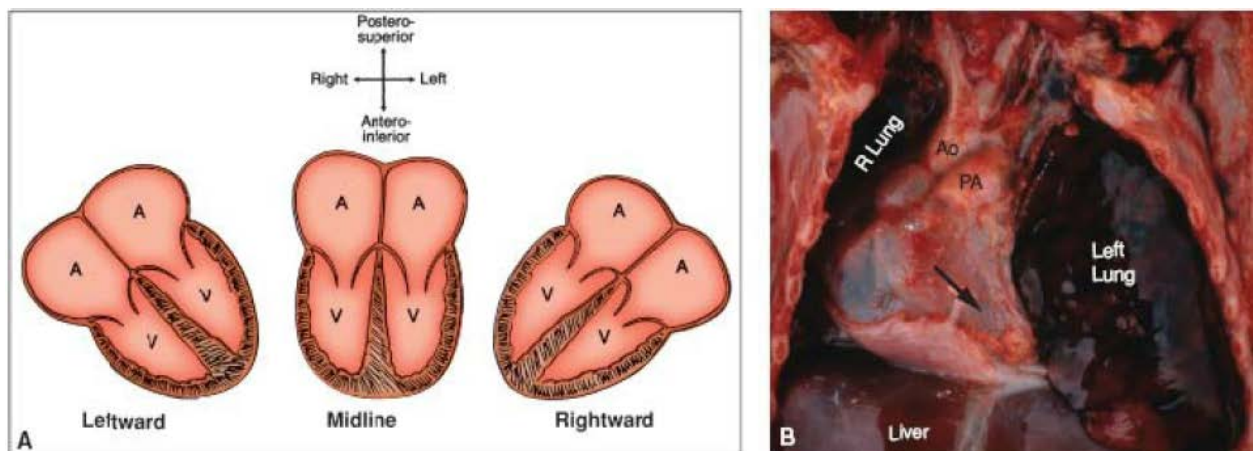 Postero-
superior
Right
Left
Antero-
inferior
A
A
V
V
A
A
V
V
A
A
V
V
Leftward
Midline
Rightward
A
R Lung
Ao
PA
Left
Lung
Liver
B